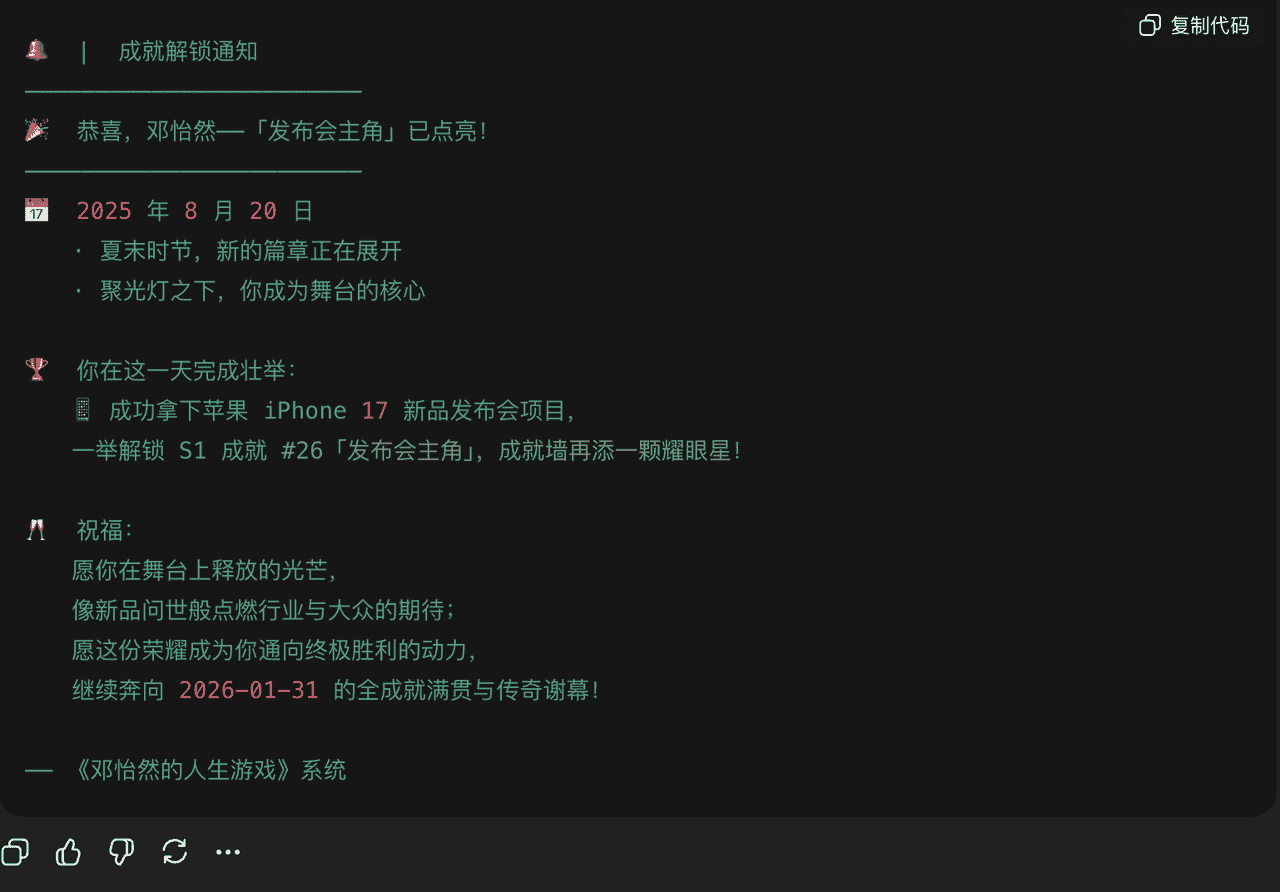 复制代码
🔔 | 成就解锁通知
────────────────────────
🎉 恭喜，邓怡然——「发布会主角」已点亮！
────────────────────────
📅 2025 年 8 月 20 日
· 夏末时节，新的篇章正在展开
· 聚光灯之下，你成为舞台的核心
🏆 你在这一天完成壮举：
📱 成功拿下苹果 iPhone 17 新品发布会项目，
一举解锁 S1 成就 #26「发布会主角」，成就墙再添一颗耀眼星！
🥂 祝福：
愿你在舞台上释放的光芒，
像新品问世般点燃行业与大众的期待；
愿这份荣耀成为你通向终极胜利的动力，
继续奔向 2026-01-31 的全成就满贯与传奇谢幕！
—— 《邓怡然的人生游戏》系统